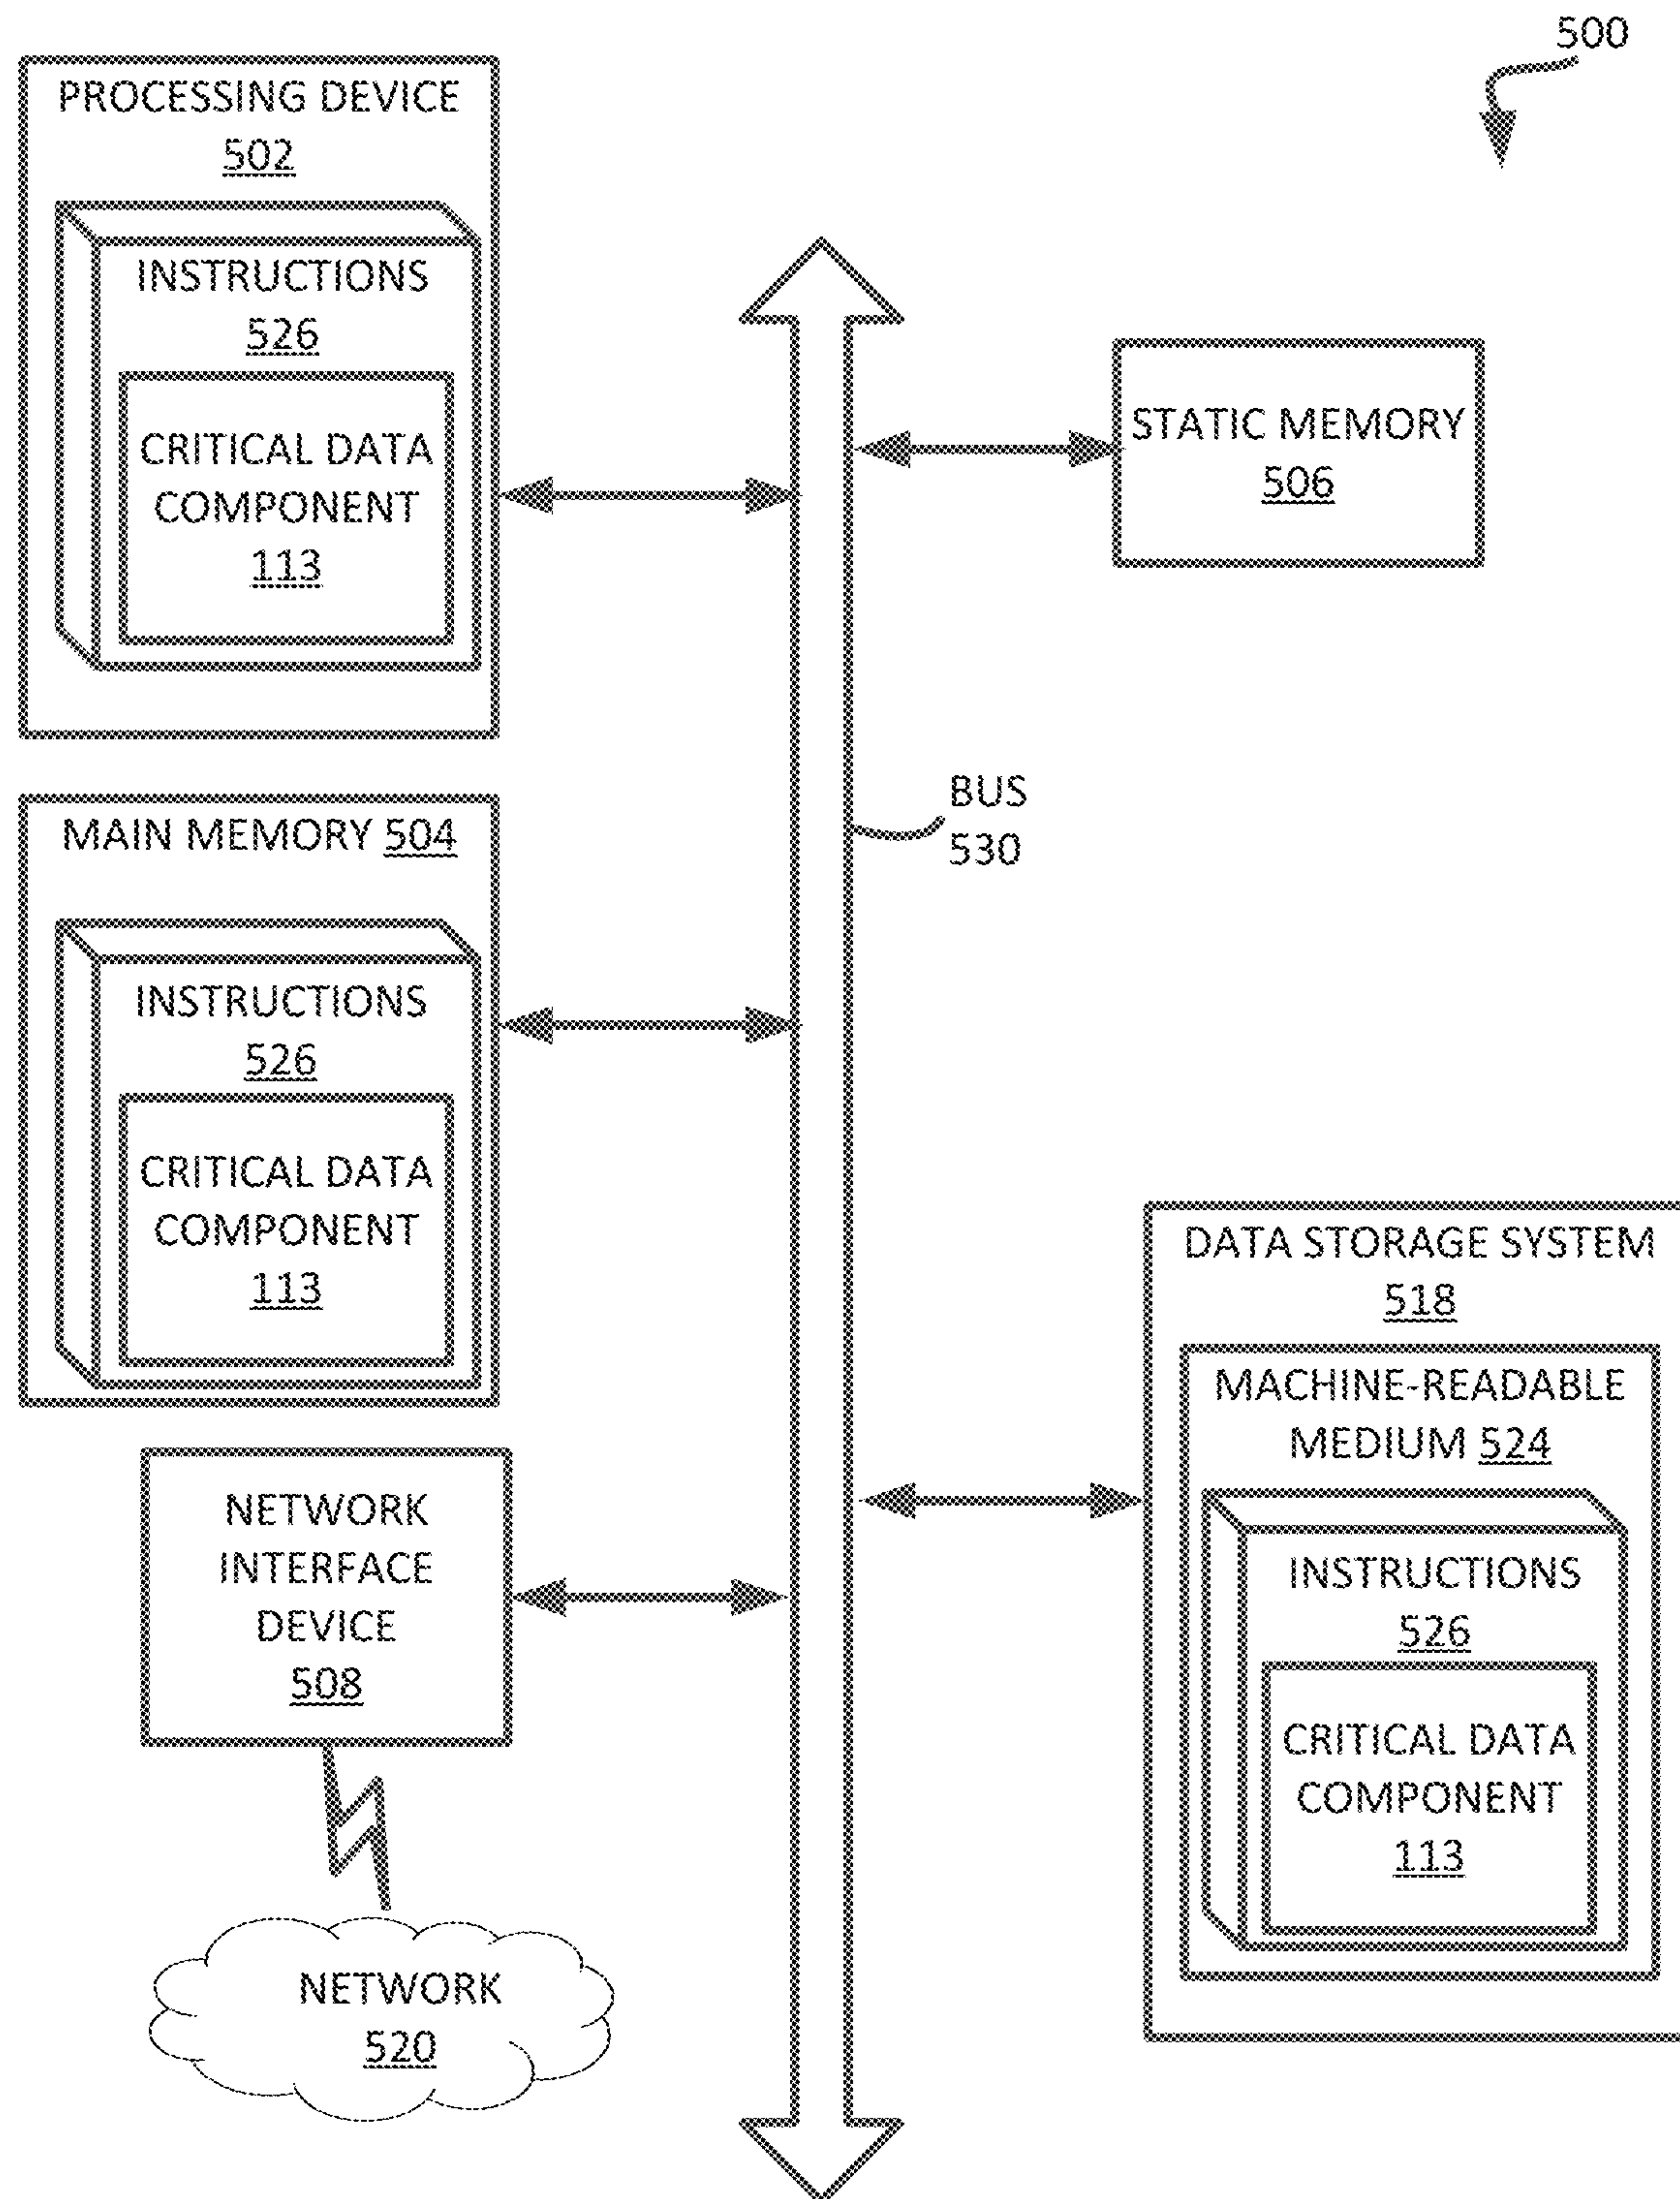 500
PROCESSING DEVICE
502
INSTRUCTIONS
526
CRITICAL DATA
COMPONENT
113
STATIC MEMORY
506
BUS
530
MAIN MEMORY 504
INSTRUCTIONS
526
CRITICAL DATA
COMPONENT
113
DATA STORAGE SYSTEM
518
MACHINE-READABLE
MEDIUM 524
INSTRUCTIONS
526
CRITICAL DATA
COMPONENT
113
NETWORK
INTERFACE
DEVICE
508
NETWORK
520